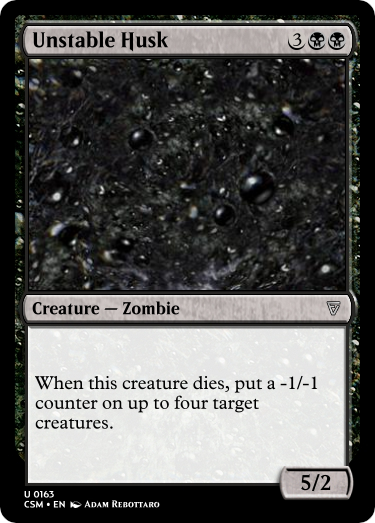 Unstable Husk 3
Creature — Zombie
When this creature dies, put a -1/-1
counter on up to four target
creatures.
5/2
U 0163
CSM • EN Adam Rebottaro